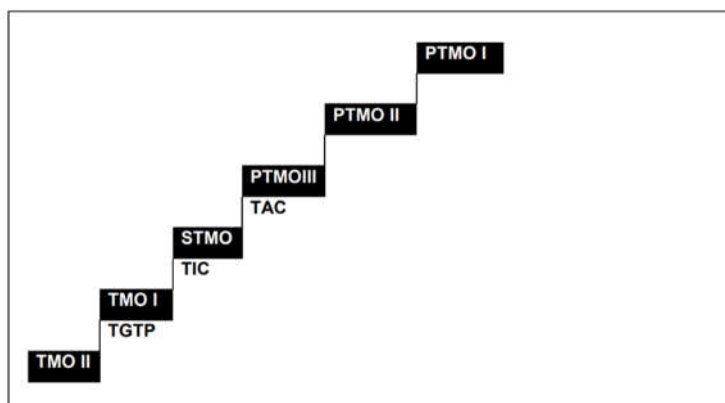 PTMO I
PTMO II
PTMOIII
TAC
STMO
TIC
TMO I
TGTP
TMO II